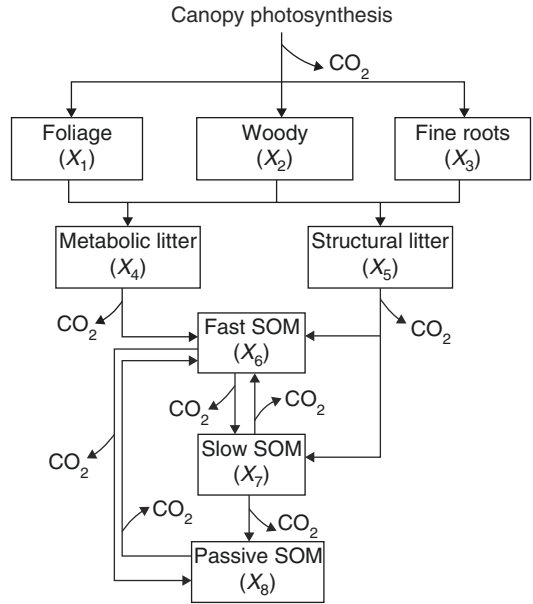 Canopy photosynthesis
CO2
Foliage
(X1)
Woody
(X2)
Fine roots
(X3)
Metabolic litter
(X4)
Structural litter
(X5)
CO2
CO2
Fast SOM
(X6)
CO2
CO2
CO2
Slow SOM
(X7)
CO2
CO2
Passive SOM
(X8)